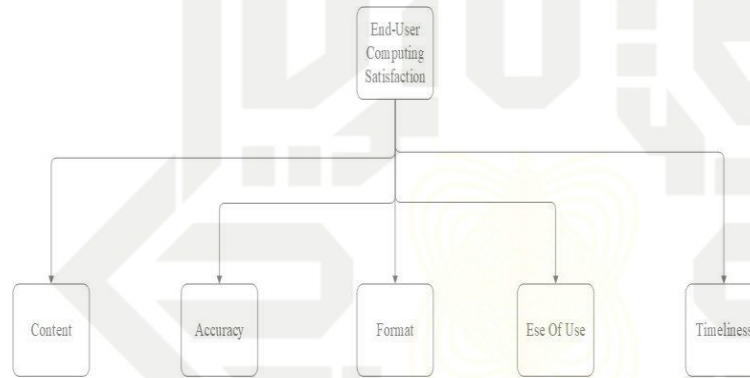 End-User
Computing
Satisfaction
Content
Accuracy
Format
Ese Of Use
Timeliness